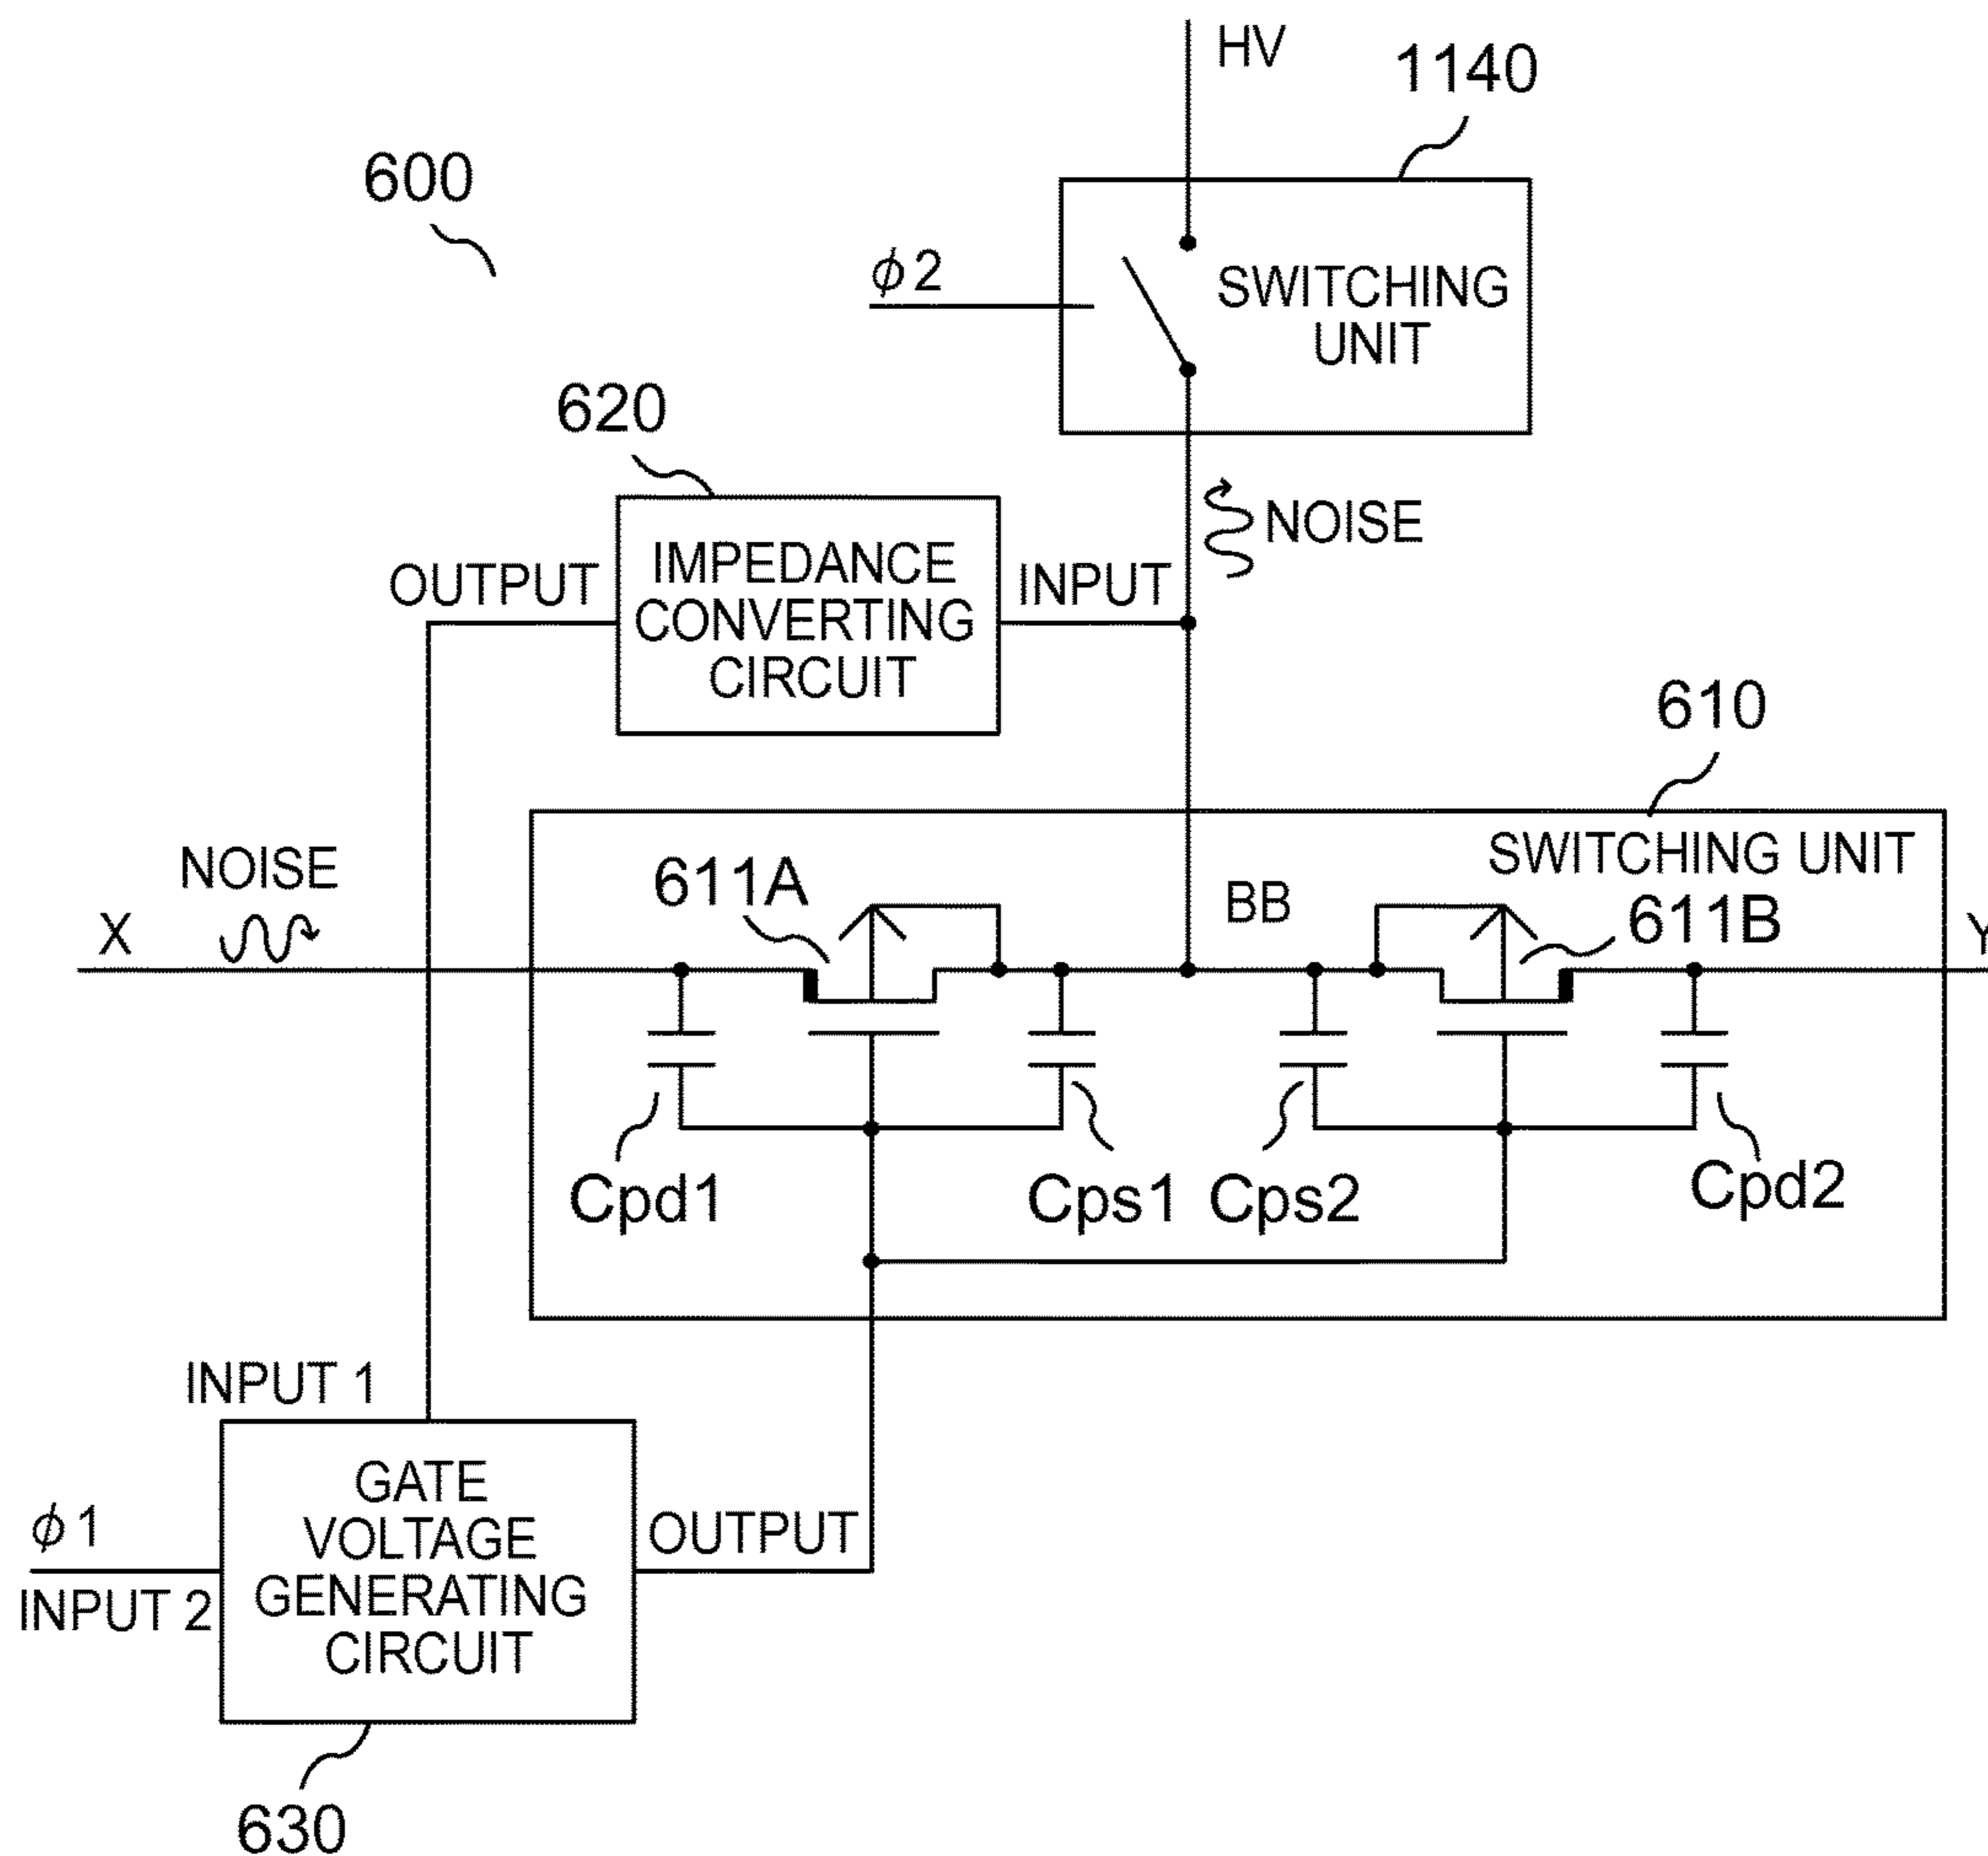 HV
1140
600
ϕ2
SWITCHING
UNIT
620
NOISE
OUTPUT
IMPEDANCE
CONVERTING
CIRCUIT
INPUT
610
NOISE
X
611A
BB
SWITCHING UNIT
611B
Y
Cpd1
Cps1
Cps2
Cpd2
INPUT 1
GATE
VOLTAGE
GENERATING
CIRCUIT
ϕ1
INPUT 2
OUTPUT
630